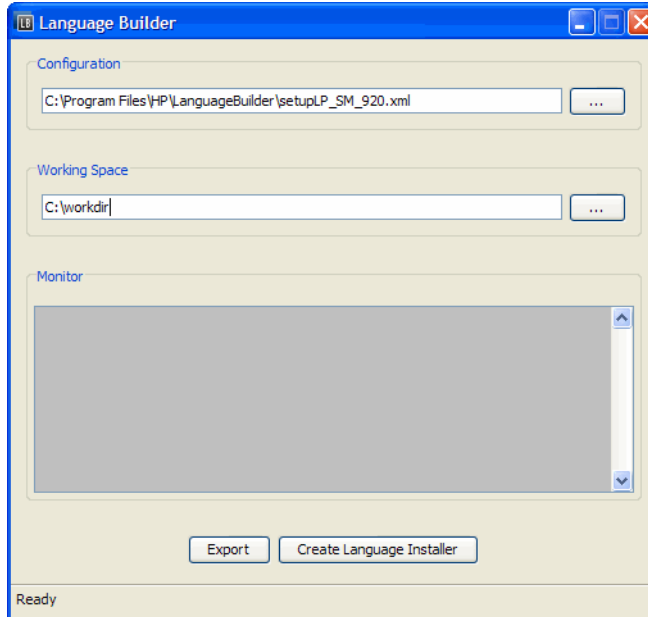 LB Language Builder
Configuration
C:\Program Files\HP\LanguageBuilder\setupLP_SM_920.xml
...
Working Space
C:\workdir
...
Monitor
Export Create Language Installer
Ready